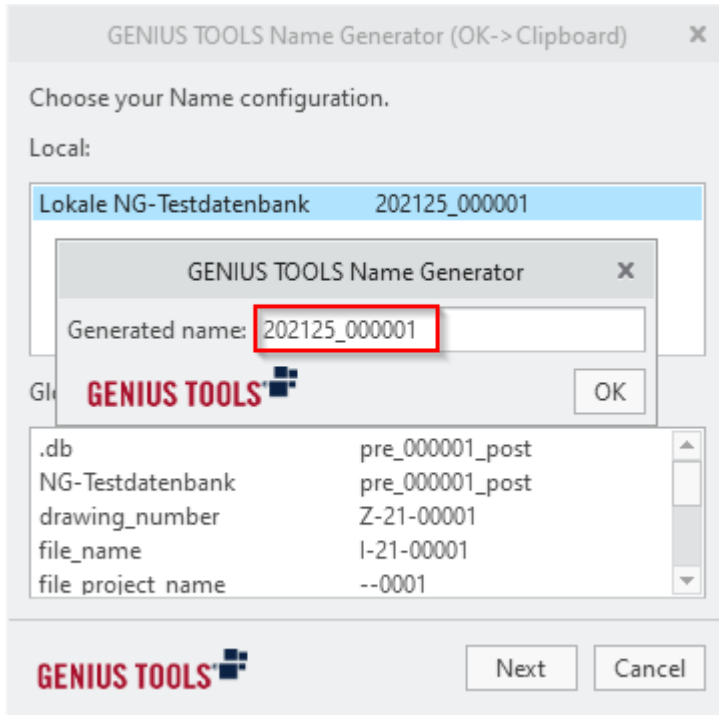 GENIUS TOOLS Name Generator (OK->Clipboard)
Choose your Name configuration.
Local:
Lokale NG-Testdatenbank 202125_000001
GENIUS TOOLS Name Generator
Generated name: 202125_000001
GENIUS TOOLS
OK
Gl
.db pre_000001_post
NG-Testdatenbank pre_000001_post
drawing_number Z-21-00001
file_name I-21-00001
file_project_name --0001
GENIUS TOOLS
Next
Cancel